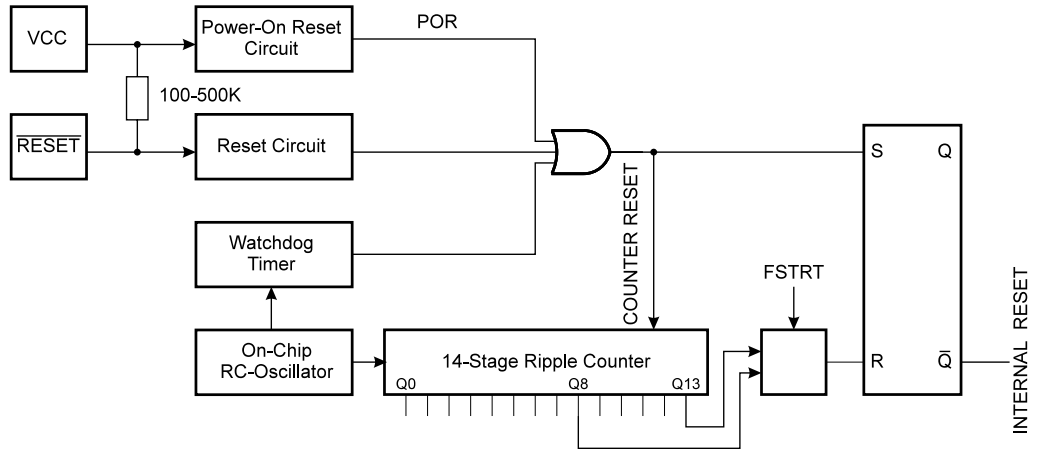 VCC
Power-On Reset
Circuit
POR
100-500K
RESET
Reset Circuit
S
Q
COUNTER RESET
Watchdog
Timer
FSTRT
On-Chip
RC-Oscillator
14-Stage Ripple Counter
Q0
Q8
Q13
R
Q̅
INTERNAL RESET